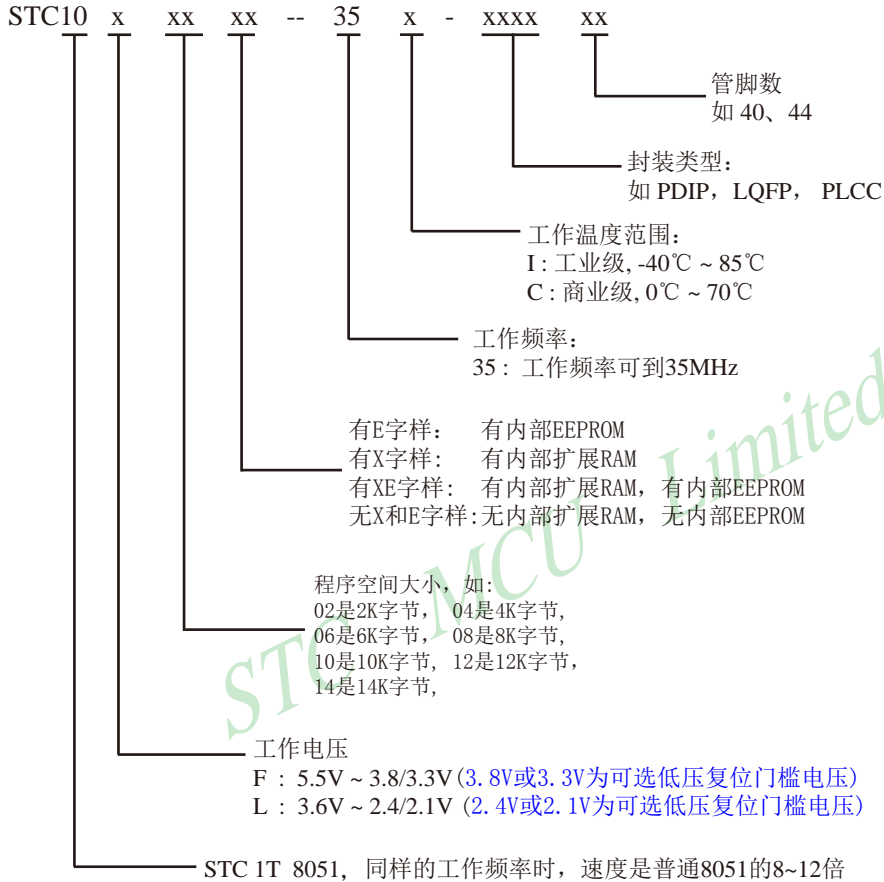 STC10 x xx xx -- 35 x - xxxx xx
管脚数
如 40、44
封装类型：
如 PDIP，LQFP， PLCC
工作温度范围：
I : 工业级, -40℃ ~ 85℃
C : 商业级, 0℃ ~ 70℃
工作频率：
35 : 工作频率可到35MHz
有E字样： 有内部EEPROM
有X字样: 有内部扩展RAM
有XE字样: 有内部扩展RAM，有内部EEPROM
无X和E字样:无内部扩展RAM，无内部EEPROM
程序空间大小，如:
02是2K字节， 04是4K字节,
06是6K字节， 08是8K字节,
10是10K字节, 12是12K字节，
14是14K字节,
工作电压
F : 5.5V ~ 3.8/3.3V(3.8V或3.3V为可选低压复位门槛电压)
L : 3.6V ~ 2.4/2.1V (2.4V或2.1V为可选低压复位门槛电压)
STC 1T 8051, 同样的工作频率时，速度是普通8051的8~12倍
STC MCU Limited